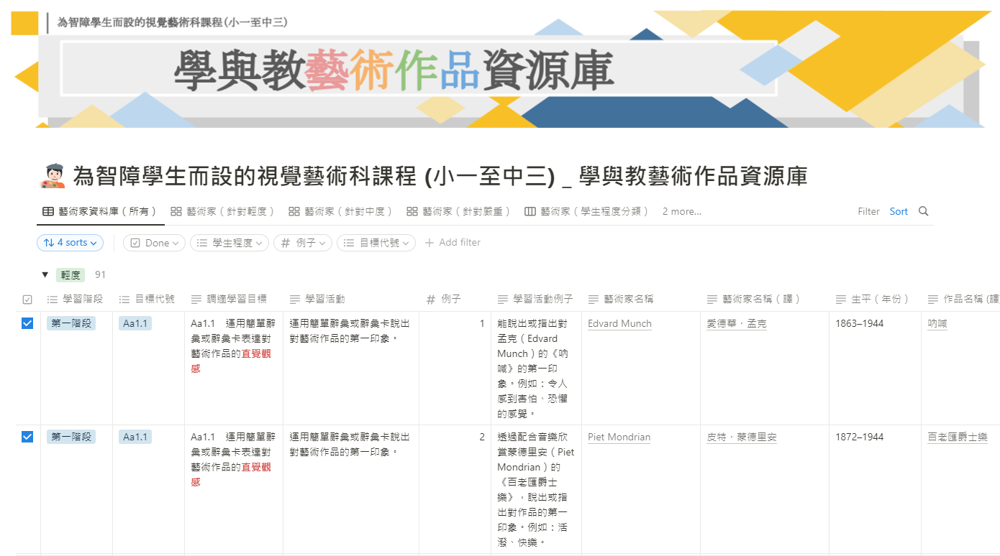 為智障學生而設的視覺藝術科課程(小一至中三)
學與教藝術作品資源庫
為智障學生而設的視覺藝術科課程 (小一至中三) _ 學與教藝術作品資源庫
藝術家資料庫（所有） 藝術家（針對輕度） 藝術家（針對中度） 藝術家（針對嚴重） 藝術家（學生程度分類） 2 more... Filter Sort
4 sorts Done 學生程度 # 例子 目標代號 + Add filter
輕度 91
學習階段 目標代號 調適學習目標 學習活動 # 例子 學習活動例子 藝術家名稱 藝術家名稱（譯） 生平（年份） 作品名稱 (譯
第一階段 Aa1.1 Aa1.1 運用簡單辭 運用簡單辭彙或辭彙卡說出 1 能說出或指出對 Edvard Munch 愛德華・孟克 1863–1944 吶喊
彙或辭彙卡表達對 對藝術作品的第一印象。 孟克（Edvard
藝術作品的直覺觀 Munch）的《吶
感 喊》的第一印
象。例如：令人
感到害怕、恐懼
的感覺。
第一階段 Aa1.1 Aa1.1 運用簡單辭 運用簡單辭彙或辭彙卡說出 2 透過配合音樂欣 Piet Mondrian 皮特・蒙德里安 1872–1944 百老匯爵士樂
彙或辭彙卡表達對 對藝術作品的第一印象。 賞蒙德里安（Piet
藝術作品的直覺觀 Mondrian）的
感 《百老匯爵士
樂》，說出或指
出對作品的第一
印象。例如：活
潑、快樂。